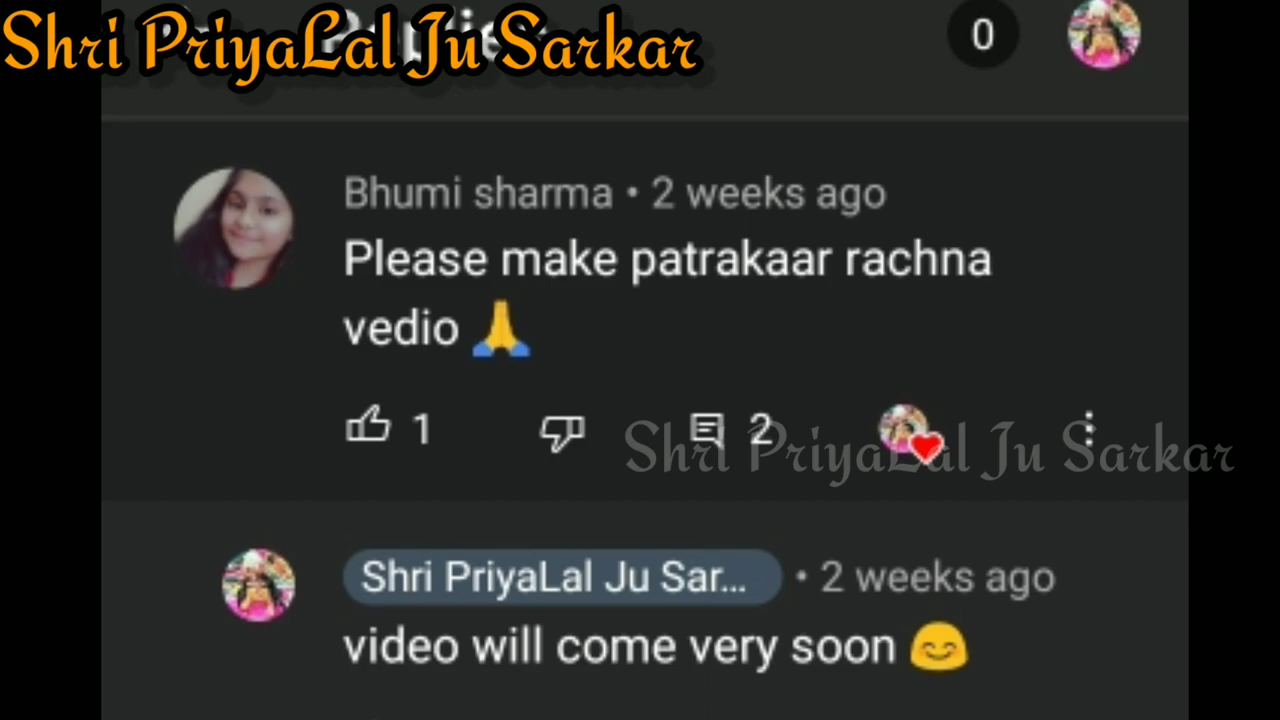 Shri PriyaLal Ju Sarkar
0
Bhumi sharma • 2 weeks ago
Please make patrakaar rachna
vedio 🙏
1
2
Shri PriyaLal Ju Sarkar
Shri PriyaLal Ju Sar... • 2 weeks ago
video will come very soon 😊